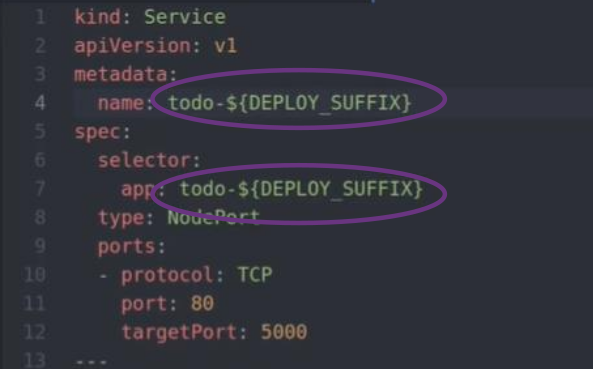 1 kind: Service
2 apiVersion: v1
3 metadata:
4 name: todo-${DEPLOY_SUFFIX}
5 spec:
6 selector:
7 app: todo-${DEPLOY_SUFFIX}
8 type: NodePort
9 ports:
10 - protocol: TCP
11 port: 80
12 targetPort: 5000
13 ---